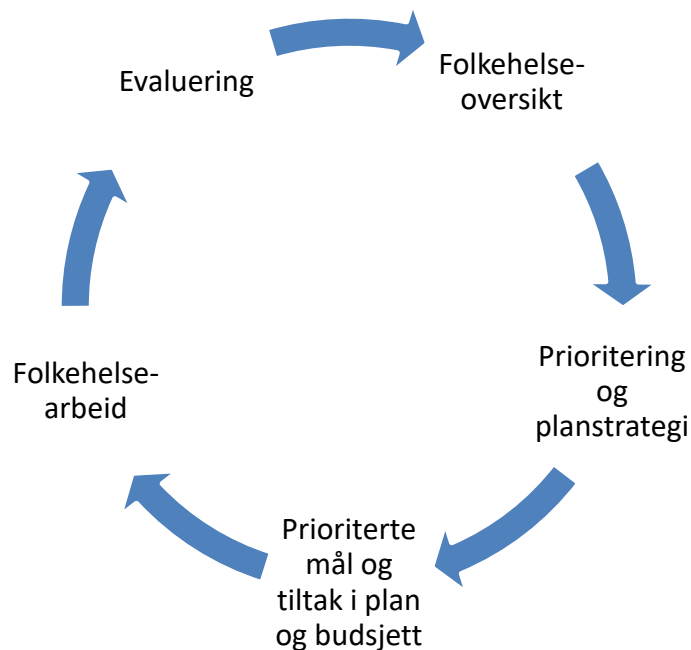 Evaluering
Folkehelse-
oversikt
Prioritering
og
planstrategi
Prioriterte
mål og
tiltak i plan
og budsjett
Folkehelse-
arbeid